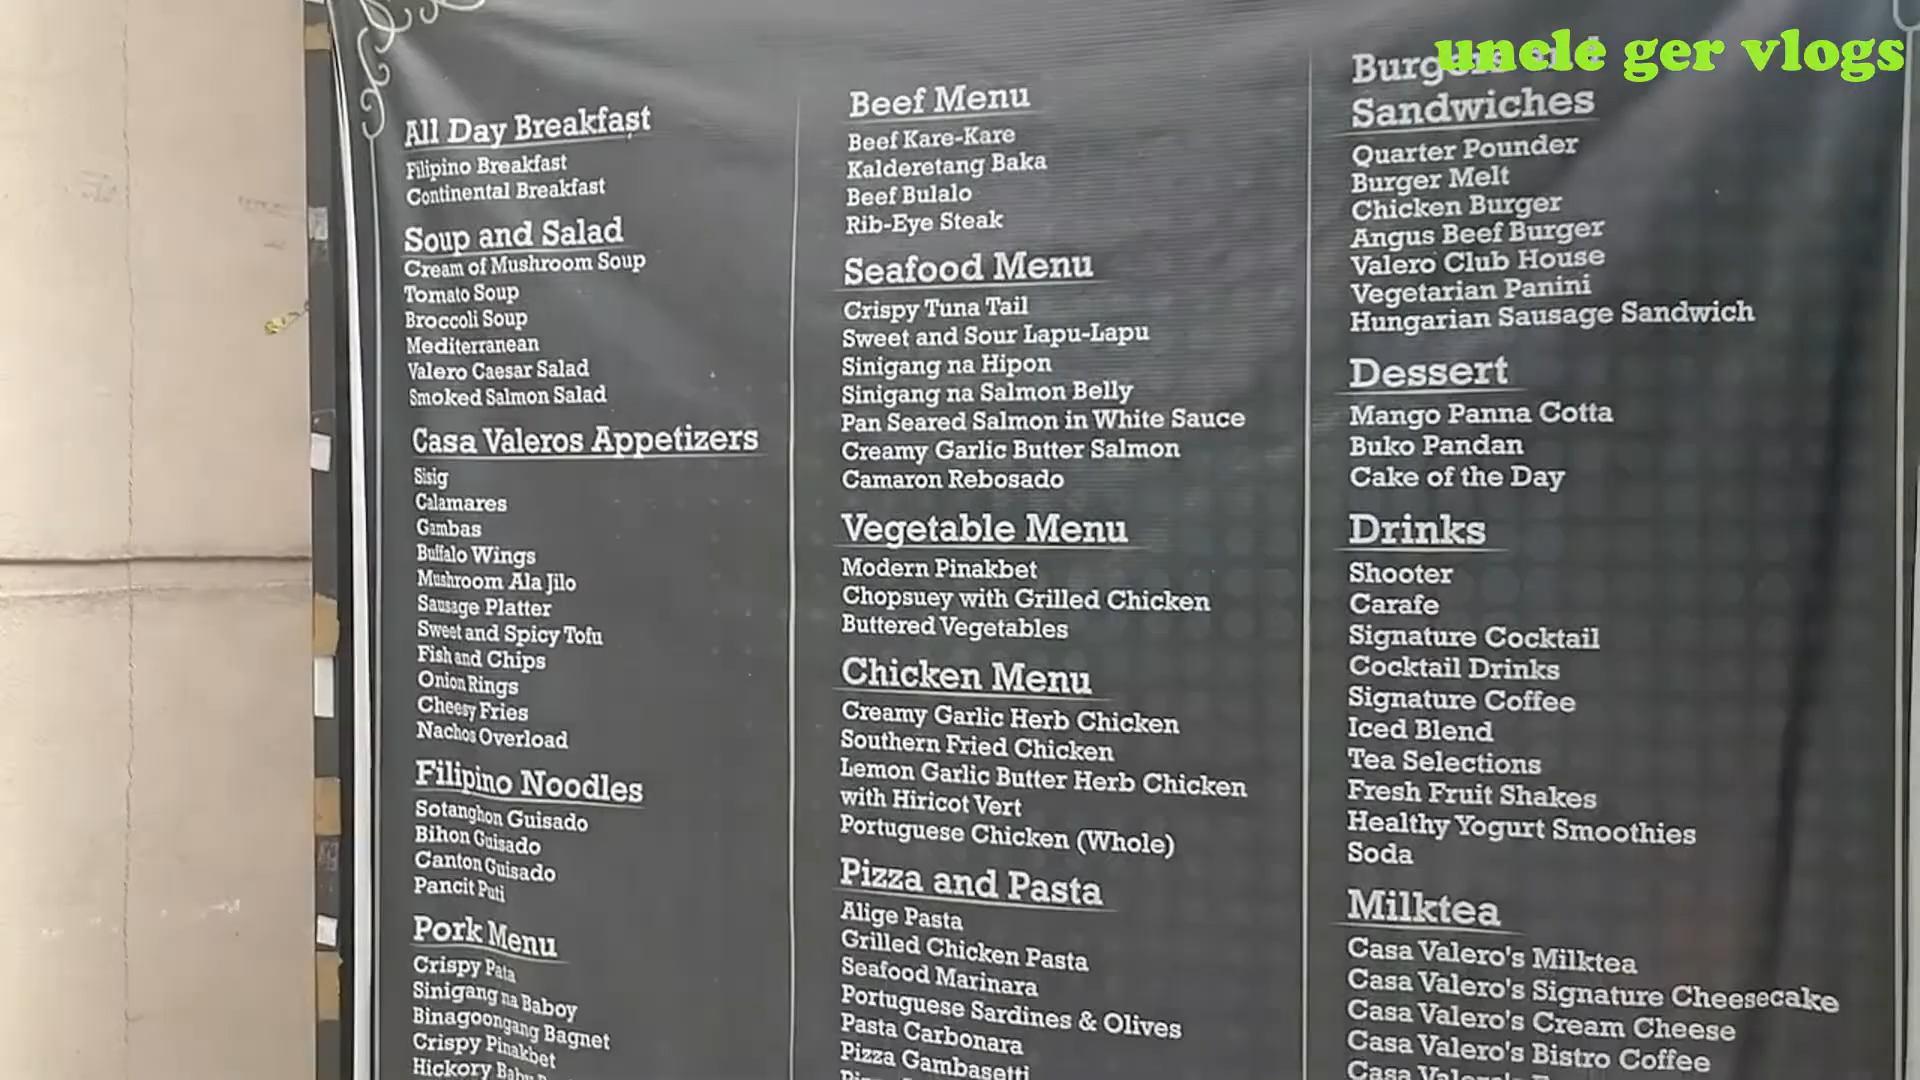 uncle ger vlogs
All Day Breakfast
Filipino Breakfast
Continental Breakfast
Soup and Salad
Cream of Mushroom Soup
Tomato Soup
Broccoli Soup
Mediterranean
Valero Caesar Salad
Smoked Salmon Salad
Casa Valeros Appetizers
Sisig
Calamares
Gambas
Buffalo Wings
Mushroom Ala Jilo
Sausage Platter
Sweet and Spicy Tofu
Fish and Chips
Onion Rings
Cheesy Fries
Nachos Overload
Filipino Noodles
Sotanghon Guisado
Bihon Guisado
Canton Guisado
Pancit Puti
Pork Menu
Crispy Pata
Sinigang na Baboy
Binagoongang Bagnet
Crispy Pinakbet
Hickory
Beef Menu
Beef Kare-Kare
Kalderetang Baka
Beef Bulalo
Rib-Eye Steak
Seafood Menu
Crispy Tuna Tail
Sweet and Sour Lapu-Lapu
Sinigang na Hipon
Sinigang na Salmon Belly
Pan Seared Salmon in White Sauce
Creamy Garlic Butter Salmon
Camaron Rebosado
Vegetable Menu
Modern Pinakbet
Chopsuey with Grilled Chicken
Buttered Vegetables
Chicken Menu
Creamy Garlic Herb Chicken
Southern Fried Chicken
Lemon Garlic Butter Herb Chicken
with Hiricot Vert
Portuguese Chicken (Whole)
Pizza and Pasta
Alige Pasta
Grilled Chicken Pasta
Seafood Marinara
Portuguese Sardines & Olives
Pasta Carbonara
Pizza Gambasetti
Sandwiches
Quarter Pounder
Burger Melt
Chicken Burger
Angus Beef Burger
Valero Club House
Vegetarian Panini
Hungarian Sausage Sandwich
Dessert
Mango Panna Cotta
Buko Pandan
Cake of the Day
Drinks
Shooter
Carafe
Signature Cocktail
Cocktail Drinks
Signature Coffee
Iced Blend
Tea Selections
Fresh Fruit Shakes
Healthy Yogurt Smoothies
Soda
Milktea
Casa Valero's Milktea
Casa Valero's Signature Cheesecake
Casa Valero's Cream Cheese
Casa Valero's Bistro Coffee
Casa Valero's